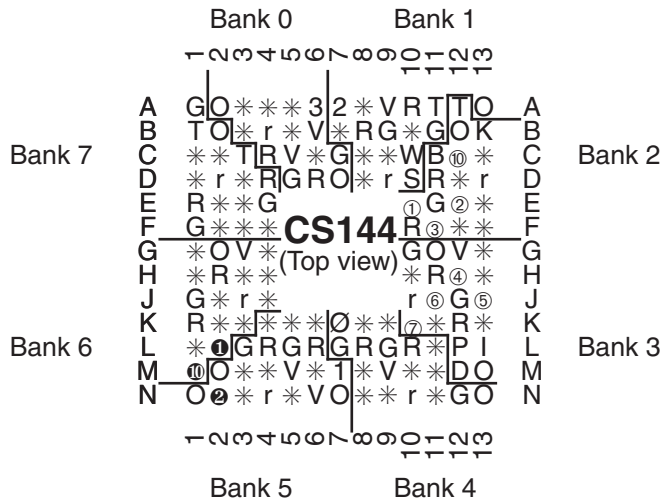 Bank 0 Bank 1
1 2 3 4 5 6 7 8 9 10 11 12 13
A G O ✳ ✳ ✳ 3 2 ✳ V R T T O A
B T O ✳ r ✳ V ✳ R G ✳ G O K B
Bank 7 C ✳ ✳ T R V ✳ G ✳ ✳ W B ⑩ ✳ C Bank 2
D ✳ r ✳ R G R O ✳ r S R ✳ r D
E R ✳ ✳ G ① G ② ✳ E
F G ✳ ✳ ✳ CS144 R ③ ✳ ✳ F
G ✳ O V ✳ (Top view) G O V ✳ G
H ✳ R ✳ ✳ ✳ R ④ ✳ H
J G ✳ r ✳ r ⑥ G ⑤ J
K R ✳ ✳ ✳ ✳ ✳ Ø ✳ ✳ ⑦ ✳ R ✳ K
Bank 6 L ✳ ❶ G R G R G R G R ✳ P I L Bank 3
M ❿ O ✳ ✳ V ✳ 1 ✳ V ✳ ✳ D O M
N O ❷ ✳ r ✳ V O ✳ ✳ r ✳ G O N
1 2 3 4 5 6 7 8 9 10 11 12 13
Bank 5 Bank 4